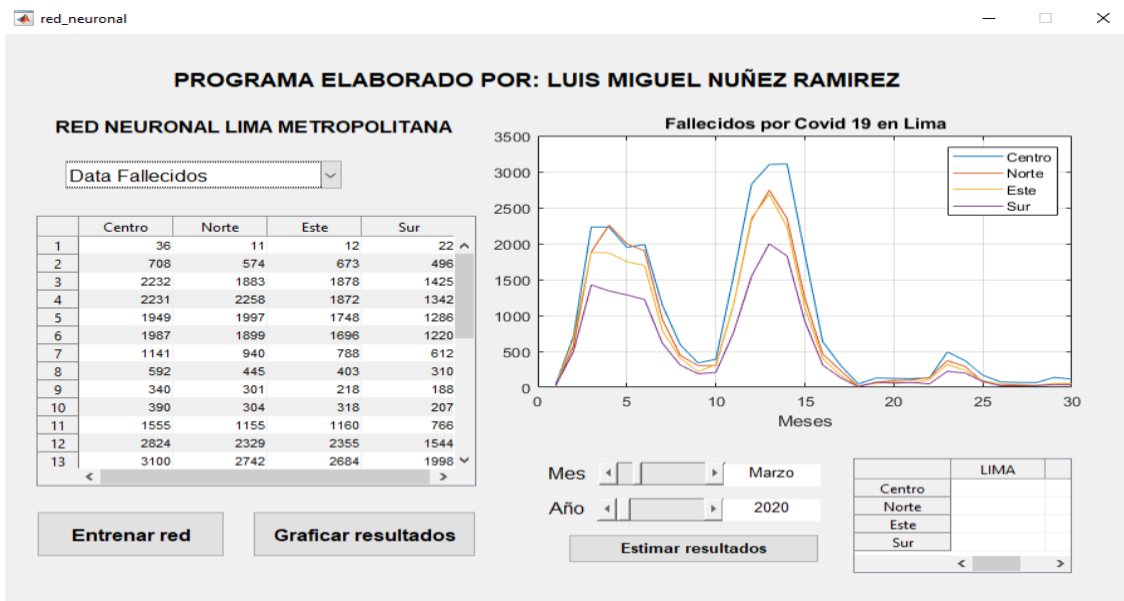 red_neuronal
PROGRAMA ELABORADO POR: LUIS MIGUEL NUÑEZ RAMIREZ
RED NEURONAL LIMA METROPOLITANA
Data Fallecidos
Centro Norte Este Sur
1 36 11 12 22
2 708 574 673 496
3 2232 1883 1878 1425
4 2231 2258 1872 1342
5 1949 1997 1748 1286
6 1987 1899 1696 1220
7 1141 940 788 612
8 592 445 403 310
9 340 301 218 188
10 390 304 318 207
11 1555 1155 1160 766
12 2824 2329 2355 1544
13 3100 2742 2684 1998
Entrenar red Graficar resultados
Fallecidos por Covid 19 en Lima
3500
3000
2500
2000
1500
1000
500
0
Centro
Norte
Este
Sur
0 5 10 15 20 25 30
Meses
Mes Marzo
Año 2020
Estimar resultados
LIMA
Centro
Norte
Este
Sur